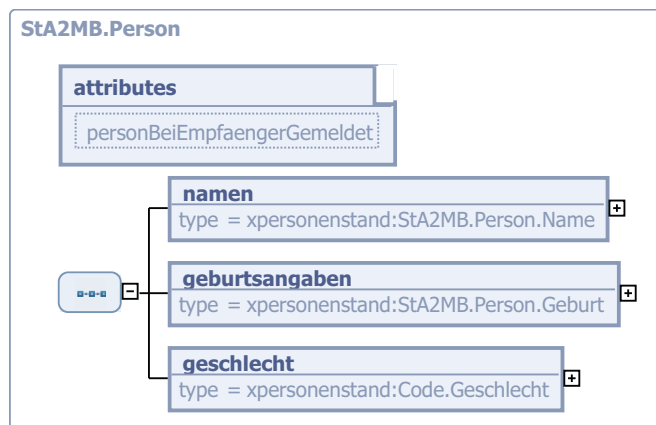 StA2MB.Person
attributes
personBeiEmpfaengerGemeldet
namen
type = xpersonenstand:StA2MB.Person.Name
geburtsangaben
type = xpersonenstand:StA2MB.Person.Geburt
geschlecht
type = xpersonenstand:Code.Geschlecht